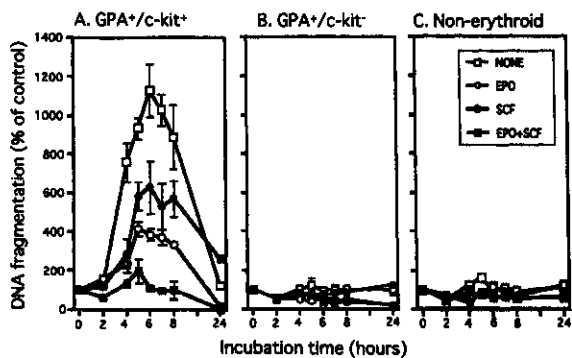 A. GPA⁺/c-kit⁺
B. GPA⁺/c-kit⁻
C. Non-erythroid
DNA fragmentation (% of control)
1400
1200
1000
800
600
400
200
100
0
NONE
EPO
SCF
EPO+SCF
0 2 4 6 8 24
0 2 4 6 8 24
0 2 4 6 8 24
Incubation time (hours)